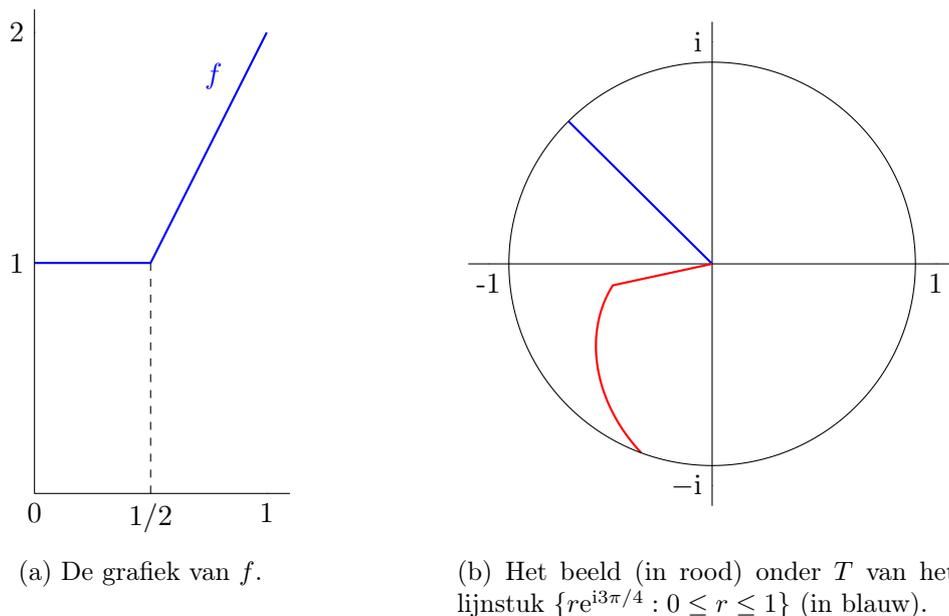 2
f
1
0
1/2
1
i
-1
1
−i
(a) De grafiek van f.
(b) Het beeld (in rood) onder T van het
lijnstuk {re^{i3π/4} : 0 ≤ r ≤ 1} (in blauw).